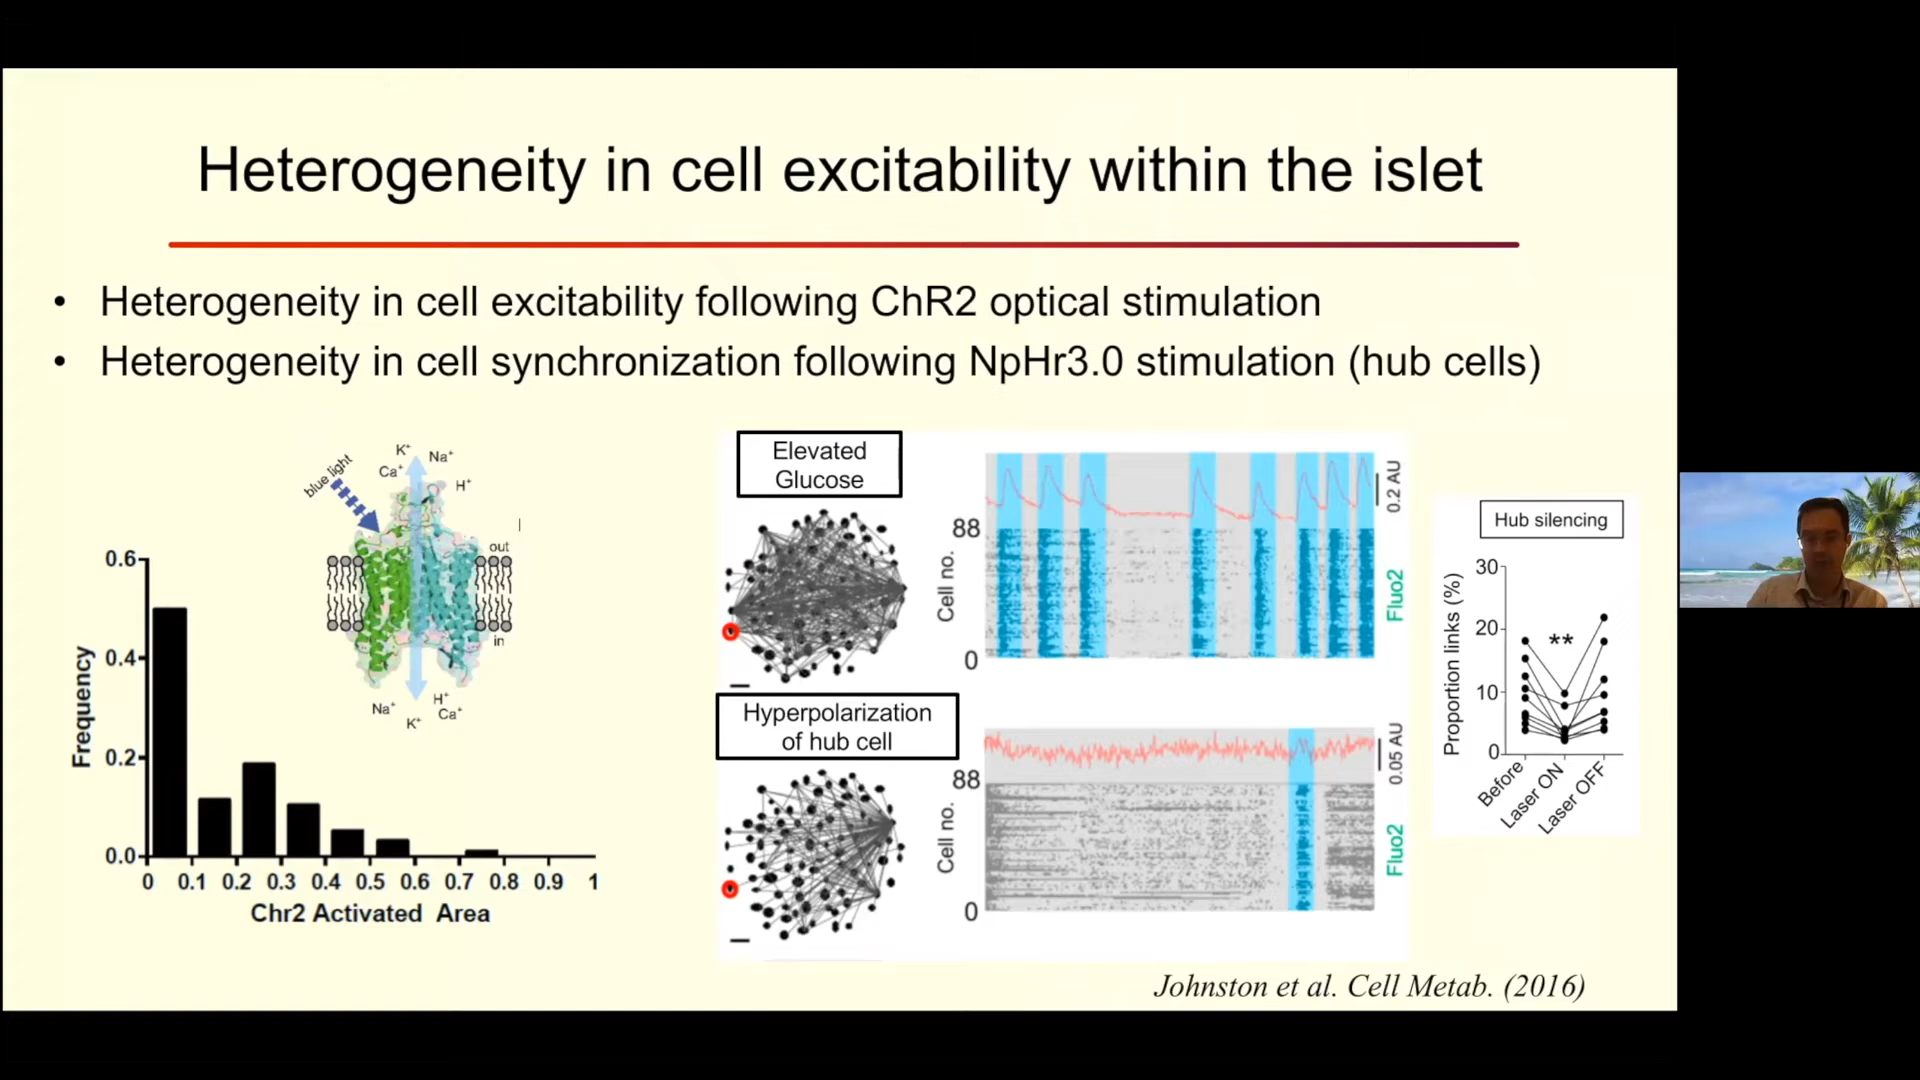 Heterogeneity in cell excitability within the islet
• Heterogeneity in cell excitability following ChR2 optical stimulation
• Heterogeneity in cell synchronization following NpHr3.0 stimulation (hub cells)
blue light
K⁺
Na⁺
Ca⁺
H⁺
out
in
Na⁺
K⁺
H⁺
Ca⁺
Frequency
0.6
0.4
0.2
0.0
0 0.1 0.2 0.3 0.4 0.5 0.6 0.7 0.8 0.9 1
Chr2 Activated Area
Elevated
Glucose
Cell no.
88
0
0.2 AU
Fluo2
Hyperpolarization
of hub cell
Cell no.
88
0
0.05 AU
Fluo2
Hub silencing
Proportion links (%)
30
20
10
0
**
Before
Laser ON
Laser OFF
Johnston et al. Cell Metab. (2016)